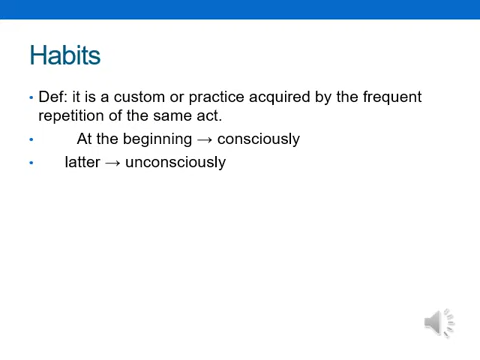 Habits
• Def: it is a custom or practice acquired by the frequent
repetition of the same act.
• At the beginning → consciously
• latter → unconsciously